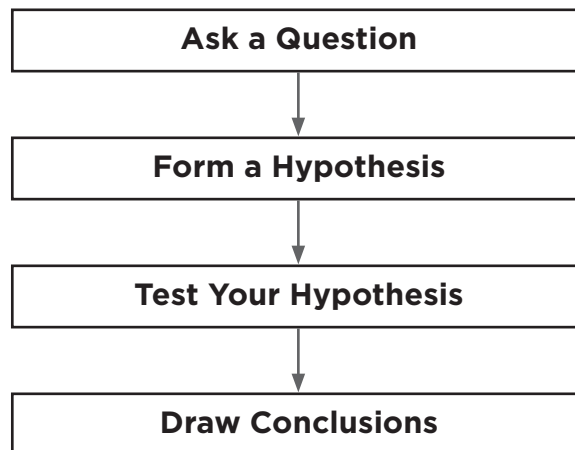 Ask a Question
Form a Hypothesis
Test Your Hypothesis
Draw Conclusions